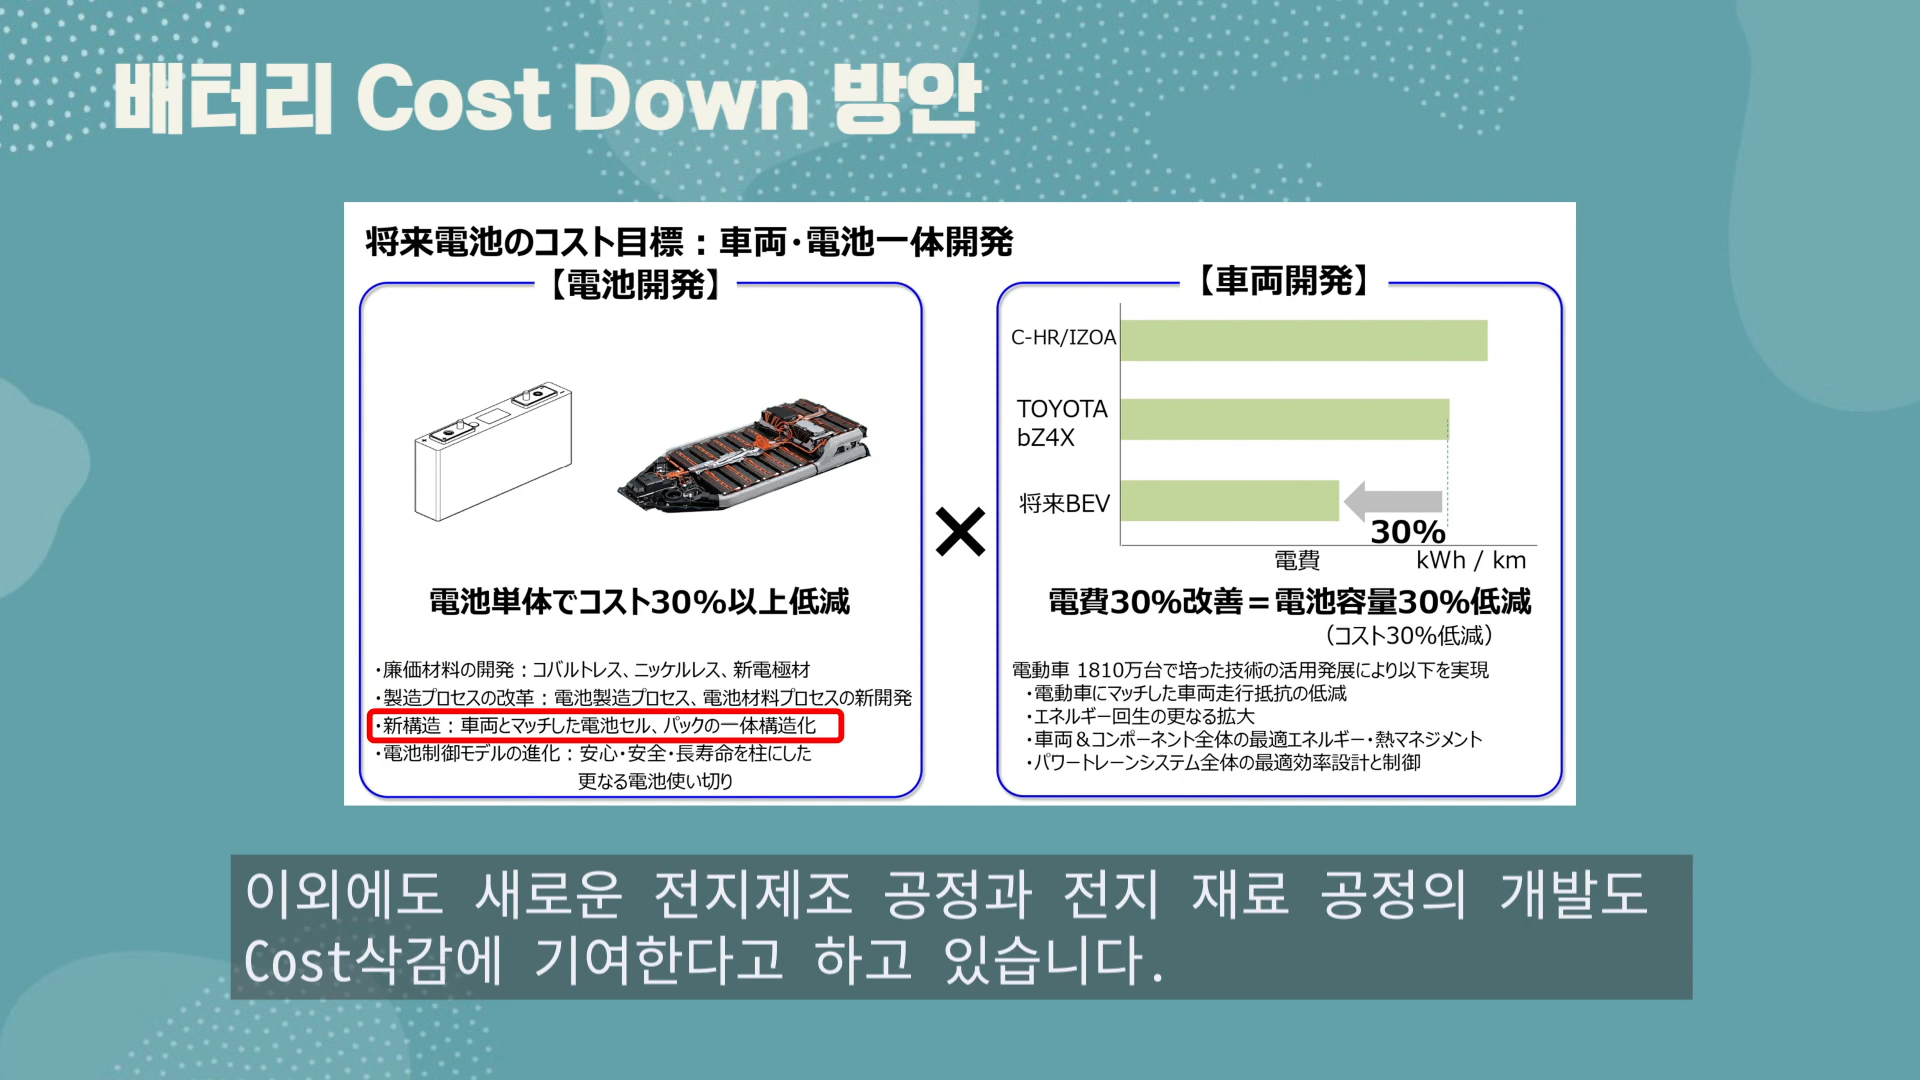 배터리 Cost Down 방안
将来電池のコスト目標：車両･電池一体開発
【電池開発】
電池単体でコスト30%以上低減
･廉価材料の開発：コバルトレス、ニッケルレス、新電極材
･製造プロセスの改革：電池製造プロセス、電池材料プロセスの新開発
･新構造：車両とマッチした電池セル、パックの一体構造化
･電池制御モデルの進化：安心･安全･長寿命を柱にした
更なる電池使い切り
×
【車両開発】
C-HR/IZOA
TOYOTA
bZ4X
将来BEV
30%
電費 kWh / km
電費30%改善＝電池容量30%低減
（コスト30%低減）
電動車 1810万台で培った技術の活用発展により以下を実現
･電動車にマッチした車両走行抵抗の低減
･エネルギー回生の更なる拡大
･車両＆コンポーネント全体の最適エネルギー･熱マネジメント
･パワートレーンシステム全体の最適効率設計と制御
이외에도 새로운 전지제조 공정과 전지 재료 공정의 개발도
Cost삭감에 기여한다고 하고 있습니다.